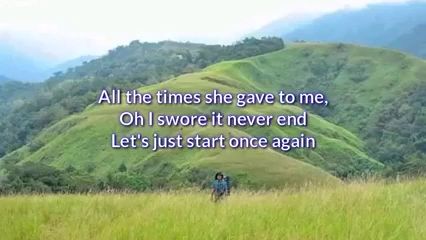 All the times she gave to me,
Oh I swore it never end
Let's just start once again